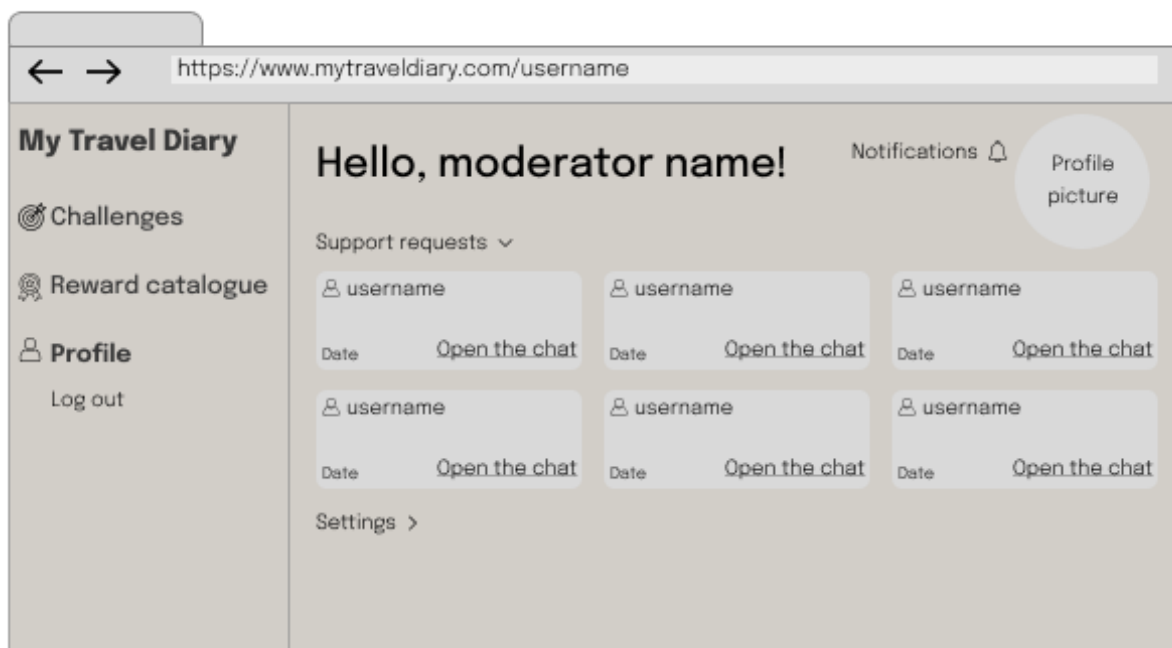 https://www.mytraveldiary.com/username
My Travel Diary
Challenges
Reward catalogue
Profile
Log out
Hello, moderator name!
Notifications
Profile
picture
Support requests
username
Date
Open the chat
username
Date
Open the chat
username
Date
Open the chat
username
Date
Open the chat
username
Date
Open the chat
username
Date
Open the chat
Settings